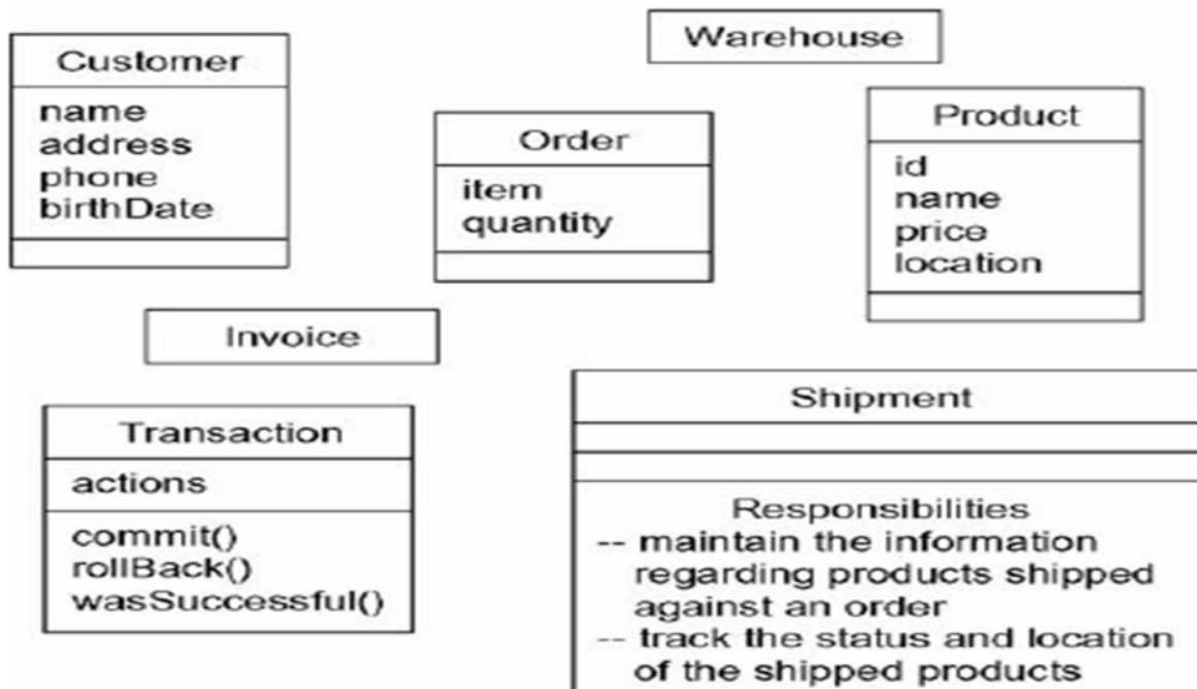 Customer
name
address
phone
birthDate
Warehouse
Order
item
quantity
Product
id
name
price
location
Invoice
Transaction
actions
commit()
rollBack()
wasSuccessful()
Shipment
Responsibilities
-- maintain the information
regarding products shipped
against an order
-- track the status and location
of the shipped products